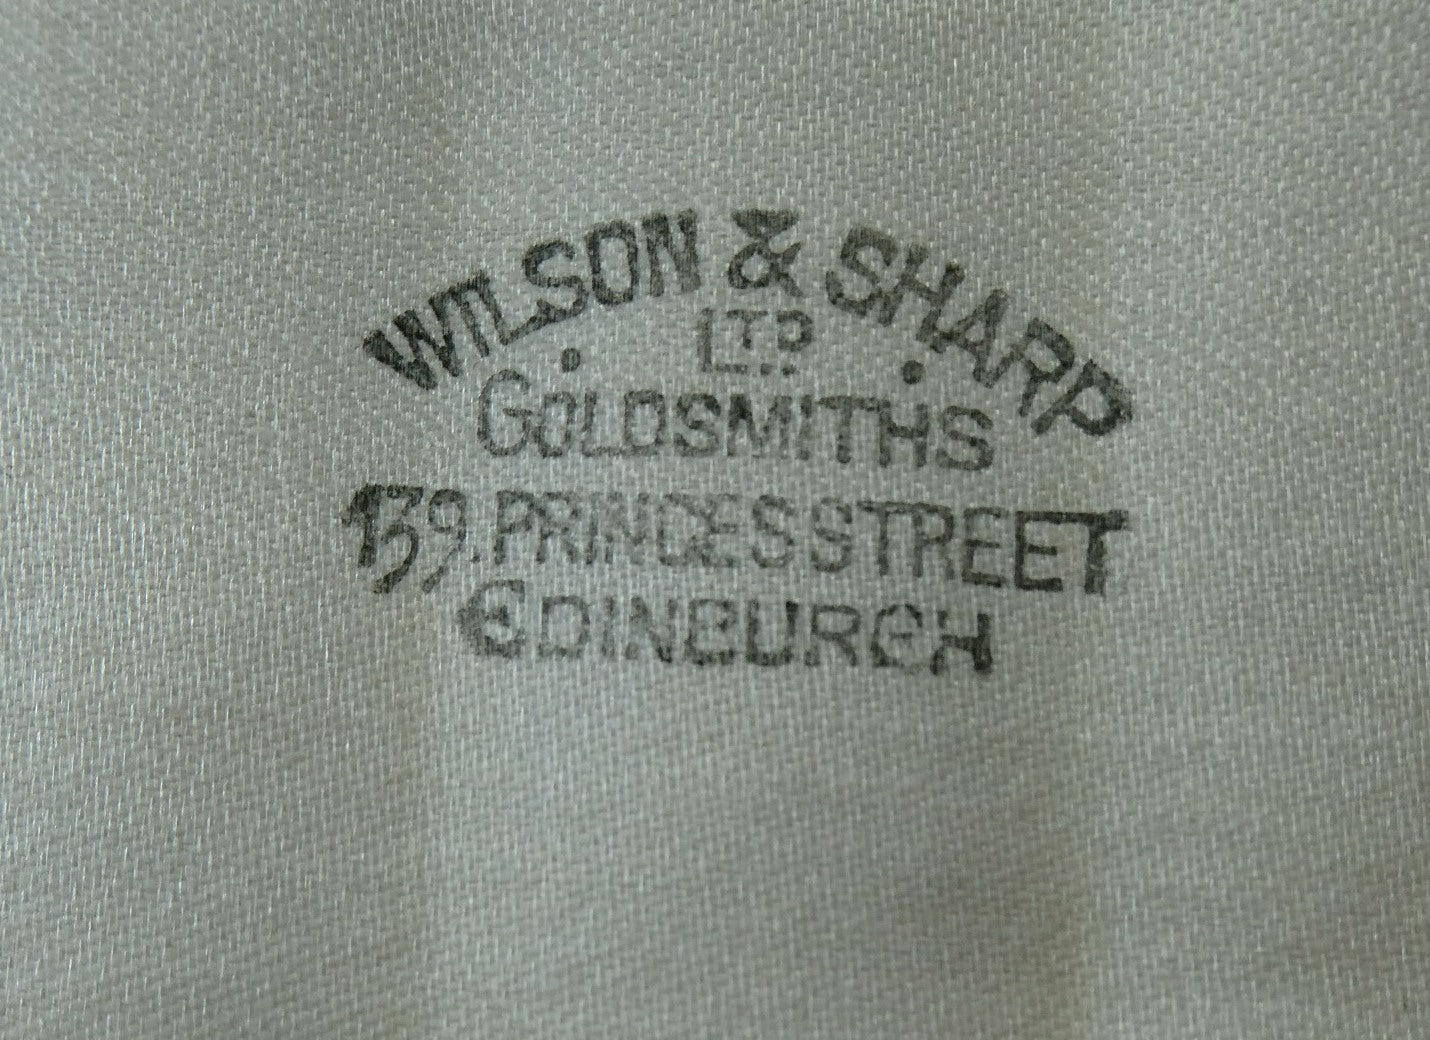 WILSON & SHARP
LTD
GOLDSMITHS
139. PRINCES STREET
EDINBURGH